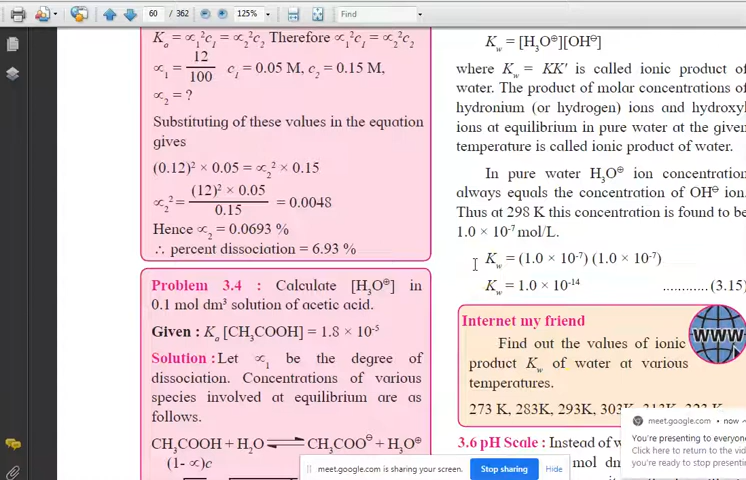 60 / 362
125%
Find
Kₐ = ∝₁²c₁ = ∝₂²c₂ Therefore ∝₁²c₁ = ∝₂²c₂
∝₁ = 12/100 c₁ = 0.05 M, c₂ = 0.15 M,
∝₂ = ?
Substituting of these values in the equation
gives
(0.12)² × 0.05 = ∝₂² × 0.15
∝₂² = (12)² × 0.05 / 0.15 = 0.0048
Hence ∝₂ = 0.0693 %
∴ percent dissociation = 6.93 %
Problem 3.4 : Calculate [H₃O⊕] in
0.1 mol dm³ solution of acetic acid.
Given : Kₐ [CH₃COOH] = 1.8 × 10⁻⁵
Solution : Let ∝₁ be the degree of
dissociation. Concentrations of various
species involved at equilibrium are as
follows.
CH₃COOH + H₂O ⇌ CH₃COO⊖ + H₃O⊕
(1- ∝)c
K_w = [H₃O⊕][OH⊖]
where K_w = KK' is called ionic product of
water. The product of molar concentrations of
hydronium (or hydrogen) ions and hydroxyl
ions at equilibrium in pure water at the given
temperature is called ionic product of water.
In pure water H₃O⊕ ion concentration
always equals the concentration of OH⊖ ion.
Thus at 298 K this concentration is found to be
1.0 × 10⁻⁷ mol/L.
K_w = (1.0 × 10⁻⁷) (1.0 × 10⁻⁷)
K_w = 1.0 × 10⁻¹⁴ ............(3.15)
Internet my friend
WWW
Find out the values of ionic
product K_w of water at various
temperatures.
273 K, 283K, 293K, 303K, 313K, 323 K
3.6 pH Scale : Instead of
mol dm
meet.google.com • now
You're presenting to everyone
Click here to return to the vid
you're ready to stop presenti
meet.google.com is sharing your screen.
Stop sharing
Hide